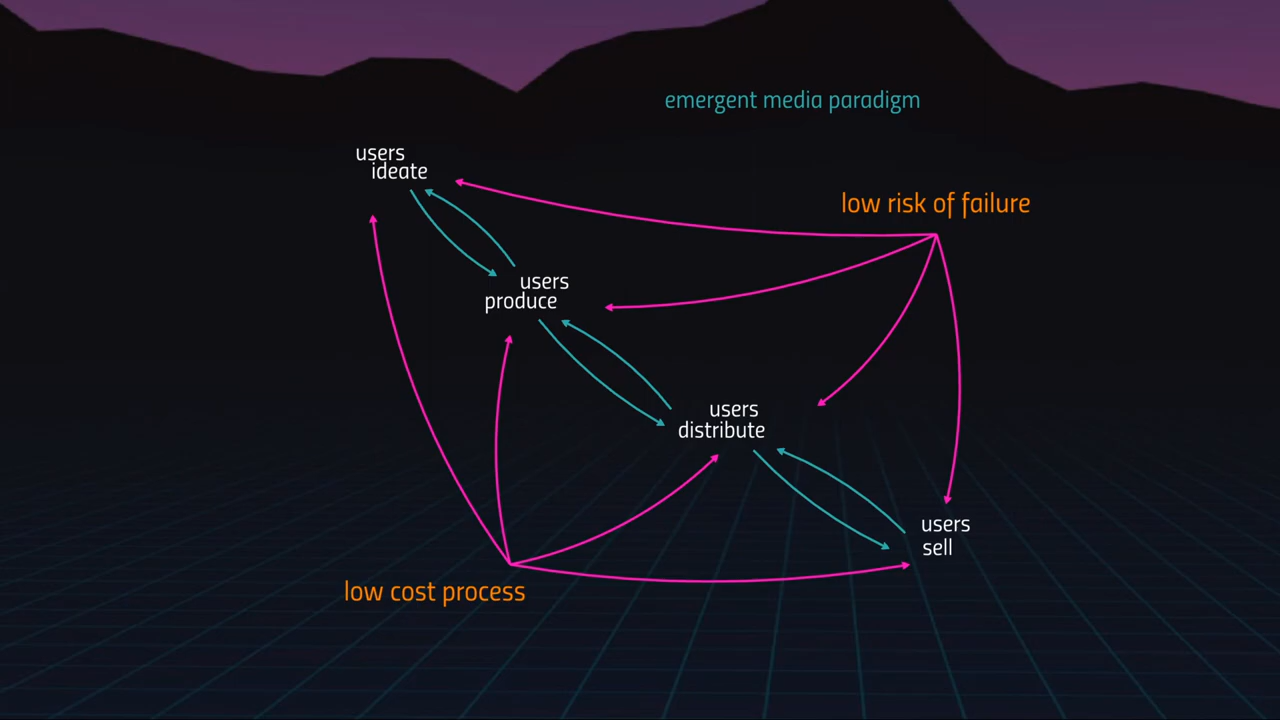 emergent media paradigm
users
ideate
low risk of failure
users
produce
users
distribute
users
sell
low cost process